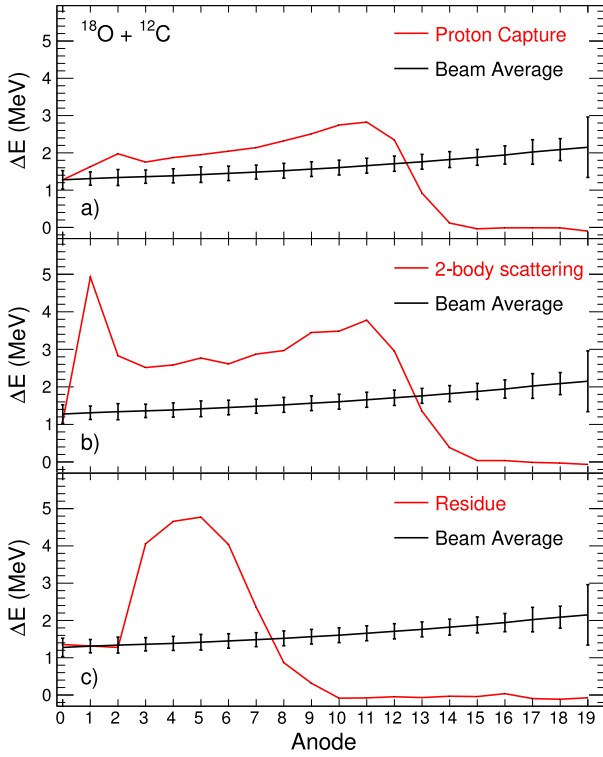 ¹⁸O + ¹²C
Proton Capture
Beam Average
ΔE (MeV)
5
4
3
2
1
0
a)
2-body scattering
Beam Average
ΔE (MeV)
5
4
3
2
1
0
b)
Residue
Beam Average
ΔE (MeV)
5
4
3
2
1
0
c)
0 1 2 3 4 5 6 7 8 9 10 11 12 13 14 15 16 17 18 19
Anode